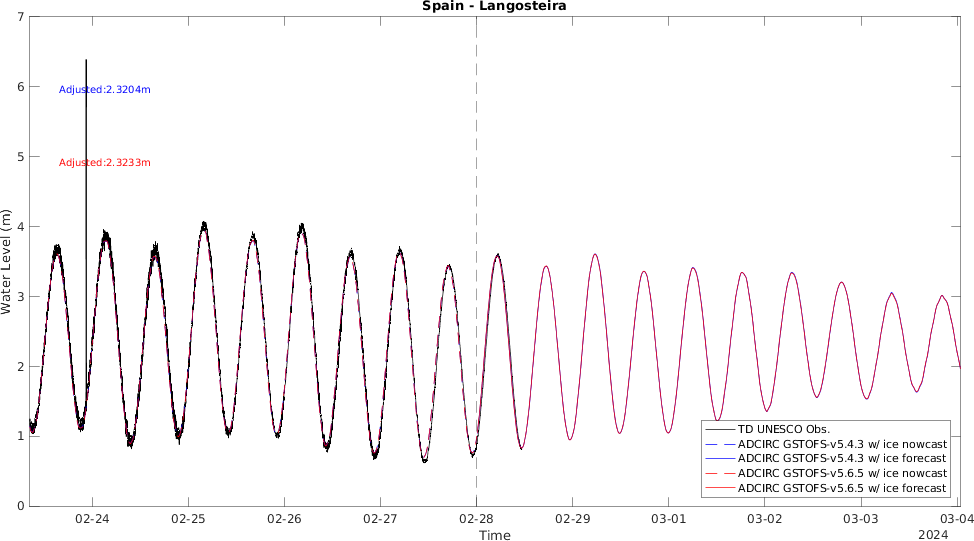 Spain - Langosteira
7
6
5
4
3
2
1
0
Water Level (m)
Adjusted:2.3204m
Adjusted:2.3233m
TD UNESCO Obs.
ADCIRC GSTOFS-v5.4.3 w/ ice nowcast
ADCIRC GSTOFS-v5.4.3 w/ ice forecast
ADCIRC GSTOFS-v5.6.5 w/ ice nowcast
ADCIRC GSTOFS-v5.6.5 w/ ice forecast
02-24 02-25 02-26 02-27 02-28 02-29 03-01 03-02 03-03 03-04
Time
2024